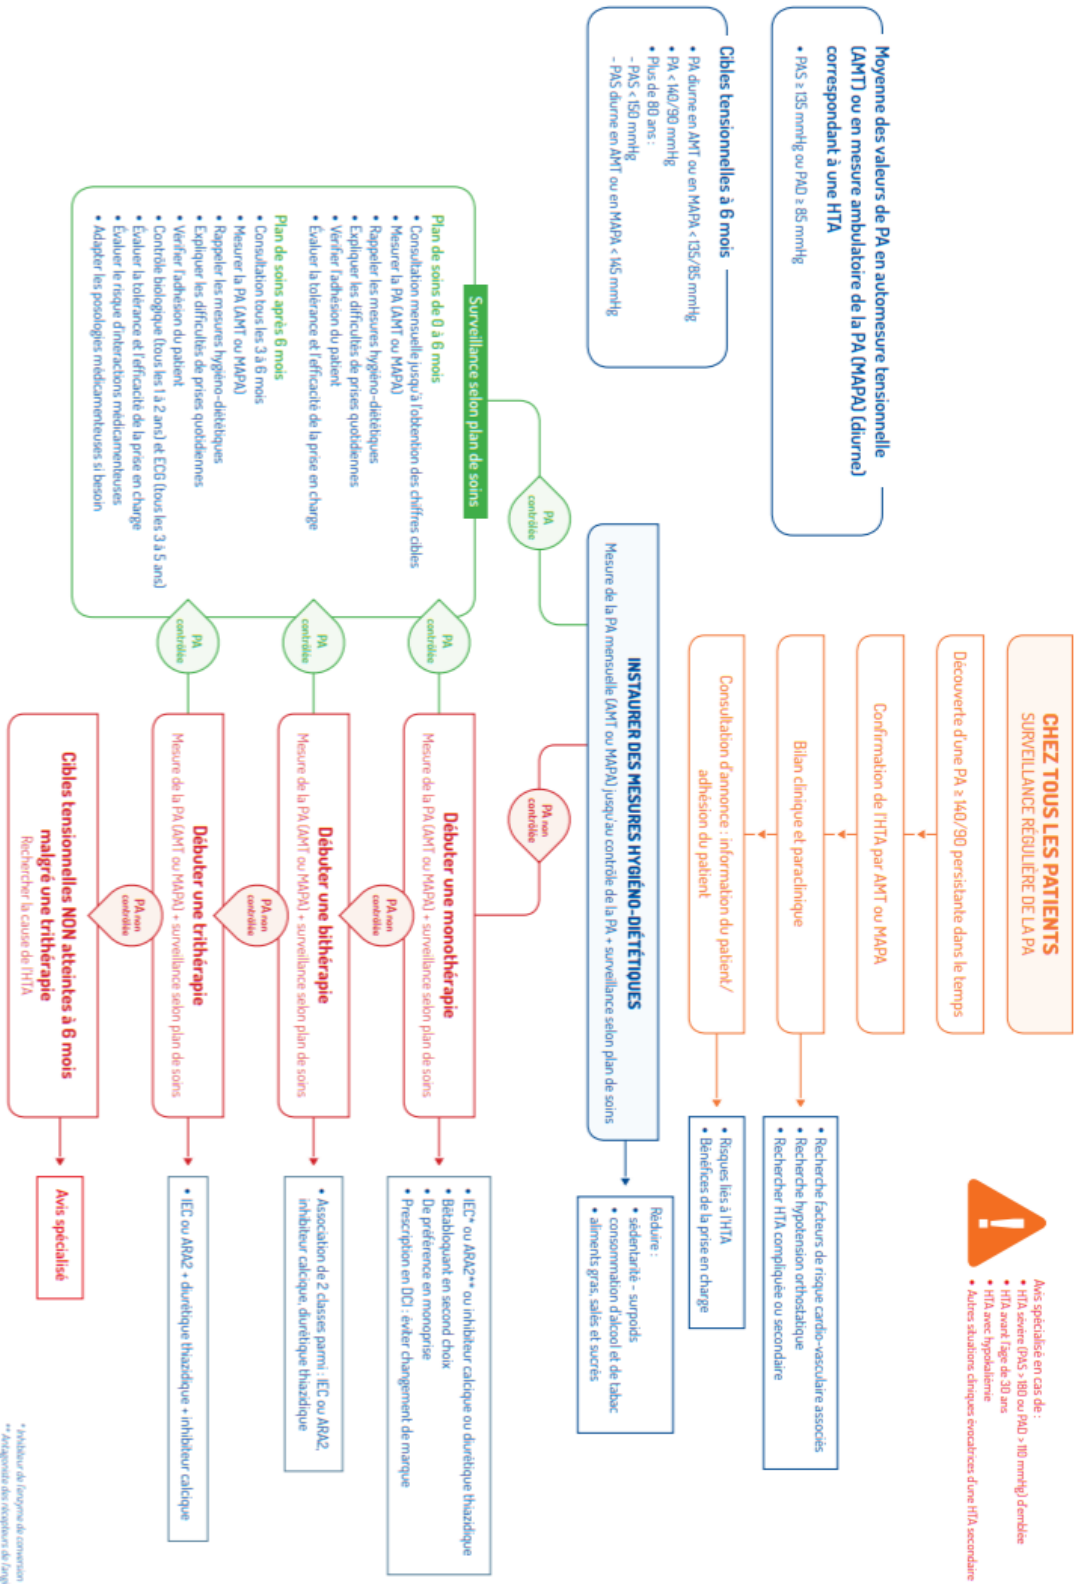 CHEZ TOUS LES PATIENTS
SURVEILLANCE RÉGULIÈRE DE LA PA
Découverte d'une PA ≥ 140/90 persistante dans le temps
Confirmation de l'HTA par AMT ou MAPA
Bilan clinique et paraclinique
Consultation d'annonce : information du patient/
adhésion du patient
Avis spécialisé en cas de :
• HTA sévère (PAS > 180 ou PAD > 110 mmHg) d'emblée
• HTA avant l'âge de 30 ans
• HTA avec hypokaliémie
• Autres situations cliniques évocatrices d'une HTA secondaire
• Recherche facteurs de risque cardio-vasculaire associés
• Recherche hypotension orthostatique
• Rechercher HTA compliquée ou secondaire
• Risques liés à l'HTA
• Bénéfices de la prise en charge
Moyenne des valeurs de PA en automesure tensionnelle
(AMT) ou en mesure ambulatoire de la PA (MAPA) (diurne)
correspondant à une HTA
• PAS ≥ 135 mmHg ou PAD ≥ 85 mmHg
Cibles tensionnelles à 6 mois
• PA diurne en AMT ou en MAPA < 135/85 mmHg
• PA < 140/90 mmHg
• Plus de 80 ans :
- PAS < 150 mmHg
- PAS diurne en AMT ou en MAPA < 145 mmHg
INSTAURER DES MESURES HYGIÉNO-DIÉTÉTIQUES
Mesure de la PA mensuelle (AMT ou MAPA) jusqu'au contrôle de la PA + surveillance selon plan de soins
Réduire :
• sédentarité - surpoids
• consommation d'alcool et de tabac
• aliments gras, salés et sucrés
PA
contrôlée
PA non
contrôlée
Surveillance selon plan de soins
Plan de soins de 0 à 6 mois
• Consultation mensuelle jusqu'à l'obtention des chiffres cibles
• Mesurer la PA (AMT ou MAPA)
• Rappeler les mesures hygiéno-diététiques
• Expliquer les difficultés de prises quotidiennes
• Vérifier l'adhésion du patient
• Évaluer la tolérance et l'efficacité de la prise en charge
Plan de soins après 6 mois
• Consultation tous les 3 à 6 mois
• Mesurer la PA (AMT ou MAPA)
• Rappeler les mesures hygiéno-diététiques
• Expliquer les difficultés de prises quotidiennes
• Vérifier l'adhésion du patient
• Contrôle biologique (tous les 1 à 2 ans) et ECG (tous les 3 à 5 ans)
• Évaluer la tolérance et l'efficacité de la prise en charge
• Évaluer le risque d'interactions médicamenteuses
• Adapter les posologies médicamenteuses si besoin
PA
contrôlée
Débuter une monothérapie
Mesure de la PA (AMT ou MAPA) + surveillance selon plan de soins
• IEC* ou ARA2** ou inhibiteur calcique ou diurétique thiazidique
• Bêtabloquant en second choix
• De préférence en monoprise
• Prescription en DCI : éviter changement de marque
PA non
contrôlée
PA
contrôlée
Débuter une bithérapie
Mesure de la PA (AMT ou MAPA) + surveillance selon plan de soins
• Association de 2 classes parmi : IEC ou ARA2,
inhibiteur calcique, diurétique thiazidique
PA non
contrôlée
PA
contrôlée
Débuter une trithérapie
Mesure de la PA (AMT ou MAPA) + surveillance selon plan de soins
• IEC ou ARA2 + diurétique thiazidique + inhibiteur calcique
PA non
contrôlée
Cibles tensionnelles NON atteintes à 6 mois
malgré une trithérapie
Rechercher la cause de l'HTA
Avis spécialisé
* Inhibiteur de l'enzyme de conversion
** Antagoniste des récepteurs de l'ang